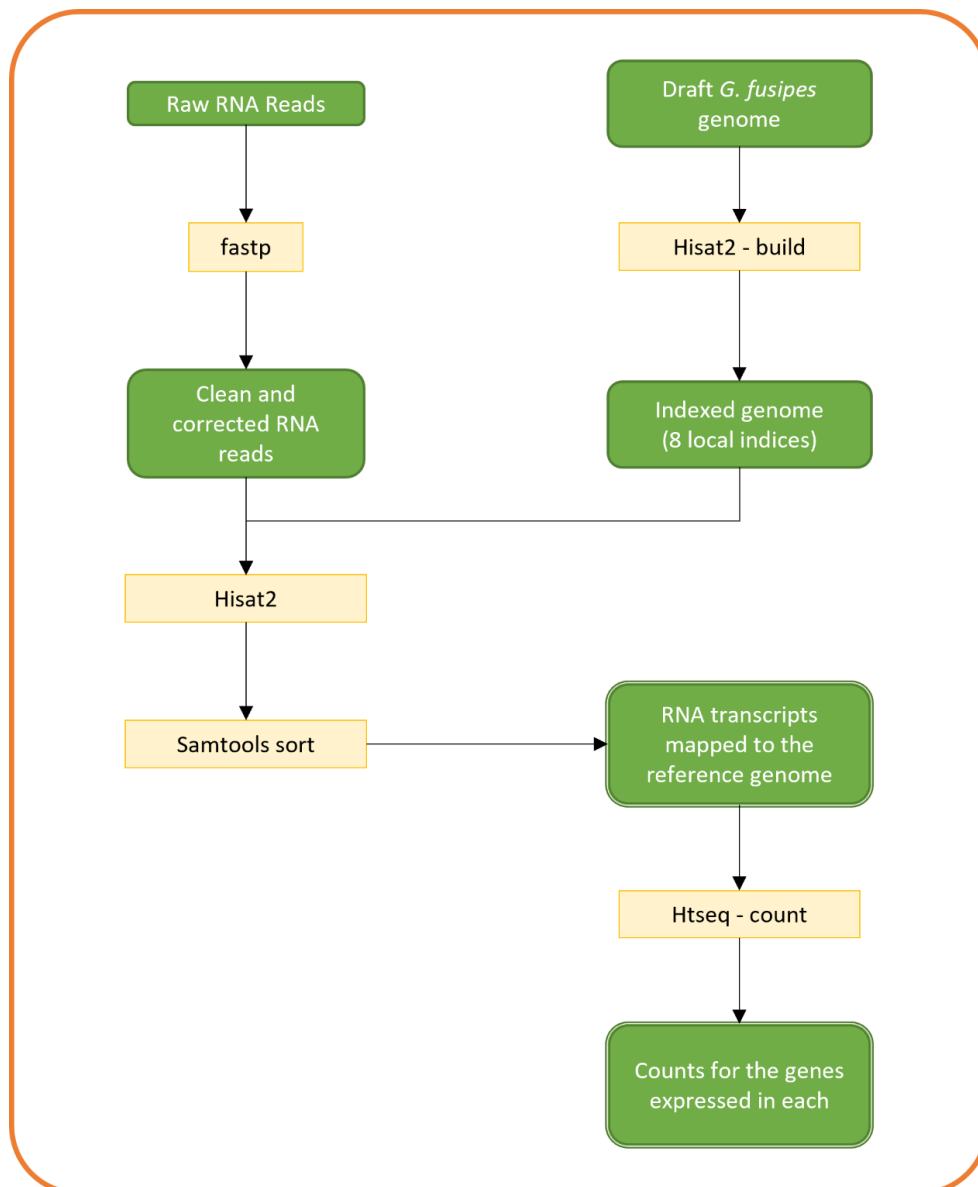 Raw RNA Reads
Draft G. fusipes
genome
fastp
Hisat2 - build
Clean and
corrected RNA
reads
Indexed genome
(8 local indices)
Hisat2
Samtools sort
RNA transcripts
mapped to the
reference genome
Htseq - count
Counts for the genes
expressed in each